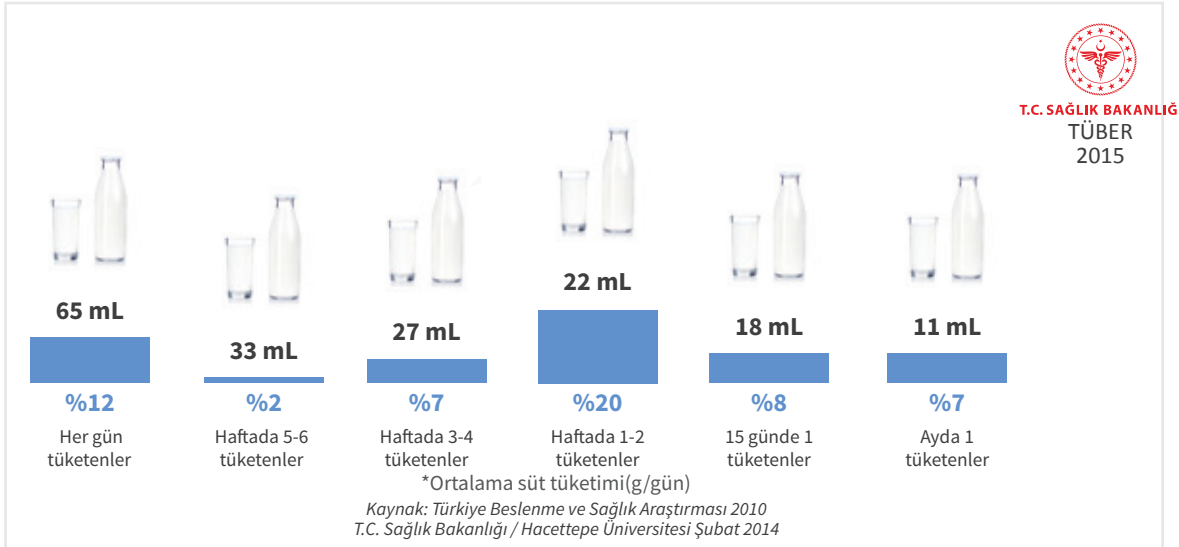 T.C. SAĞLIK BAKANLIĞI
TÜBER
2015
65 mL
33 mL
27 mL
22 mL
18 mL
11 mL
%12
%2
%7
%20
%8
%7
Her gün
tüketenler
Haftada 5-6
tüketenler
Haftada 3-4
tüketenler
Haftada 1-2
tüketenler
15 günde 1
tüketenler
Ayda 1
tüketenler
*Ortalama süt tüketimi(g/gün)
Kaynak: Türkiye Beslenme ve Sağlık Araştırması 2010
T.C. Sağlık Bakanlığı / Hacettepe Üniversitesi Şubat 2014